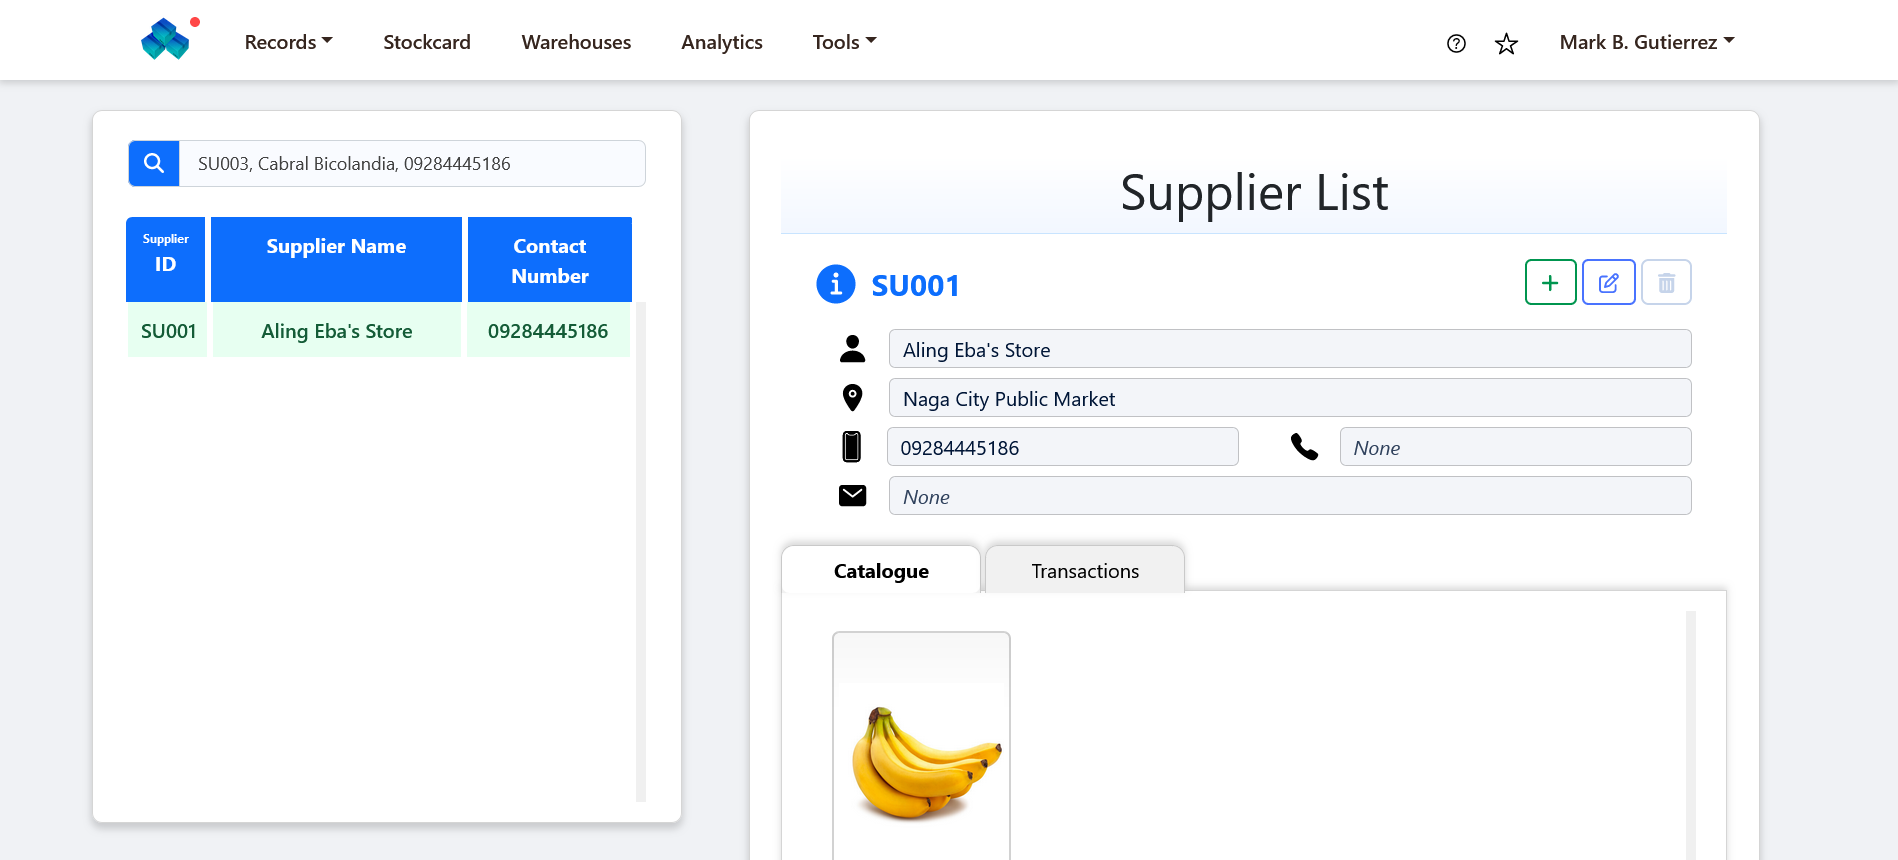 Records Stockcard Warehouses Analytics Tools Mark B. Gutierrez
SU003, Cabral Bicolandia, 09284445186
Supplier ID Supplier Name Contact Number
SU001 Aling Eba's Store 09284445186
Supplier List
SU001
Aling Eba's Store
Naga City Public Market
09284445186 None
None
Catalogue Transactions